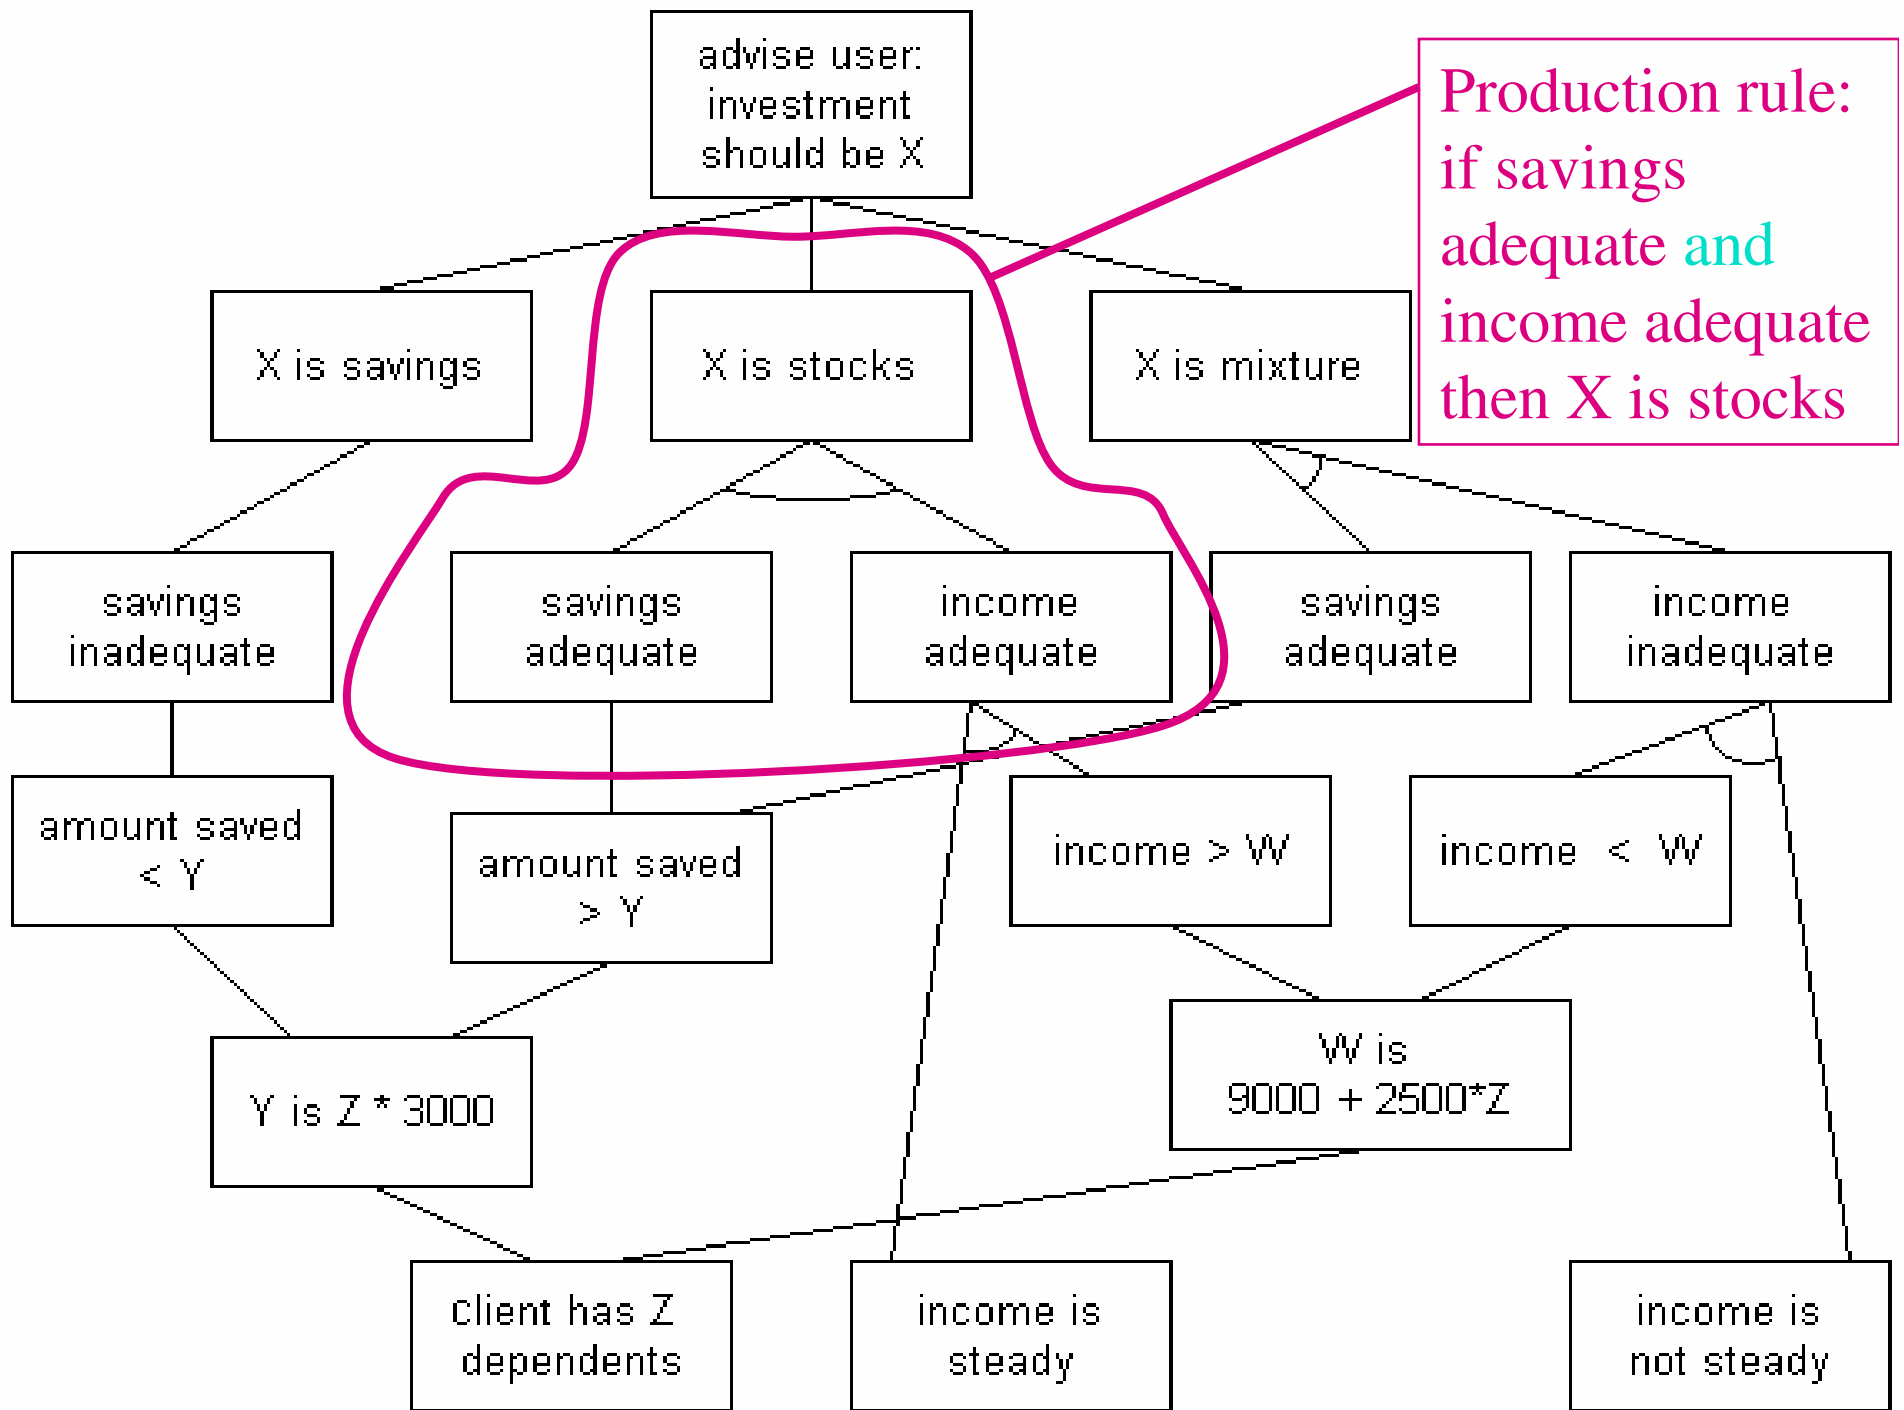 advise user:
investment
should be X
Production rule:
if savings
adequate and
income adequate
then X is stocks
X is savings
X is stocks
X is mixture
savings
inadequate
savings
adequate
income
adequate
savings
adequate
income
inadequate
amount saved
< Y
amount saved
> Y
income > W
income < W
Y is Z * 3000
W is
9000 + 2500*Z
client has Z
dependents
income is
steady
income is
not steady